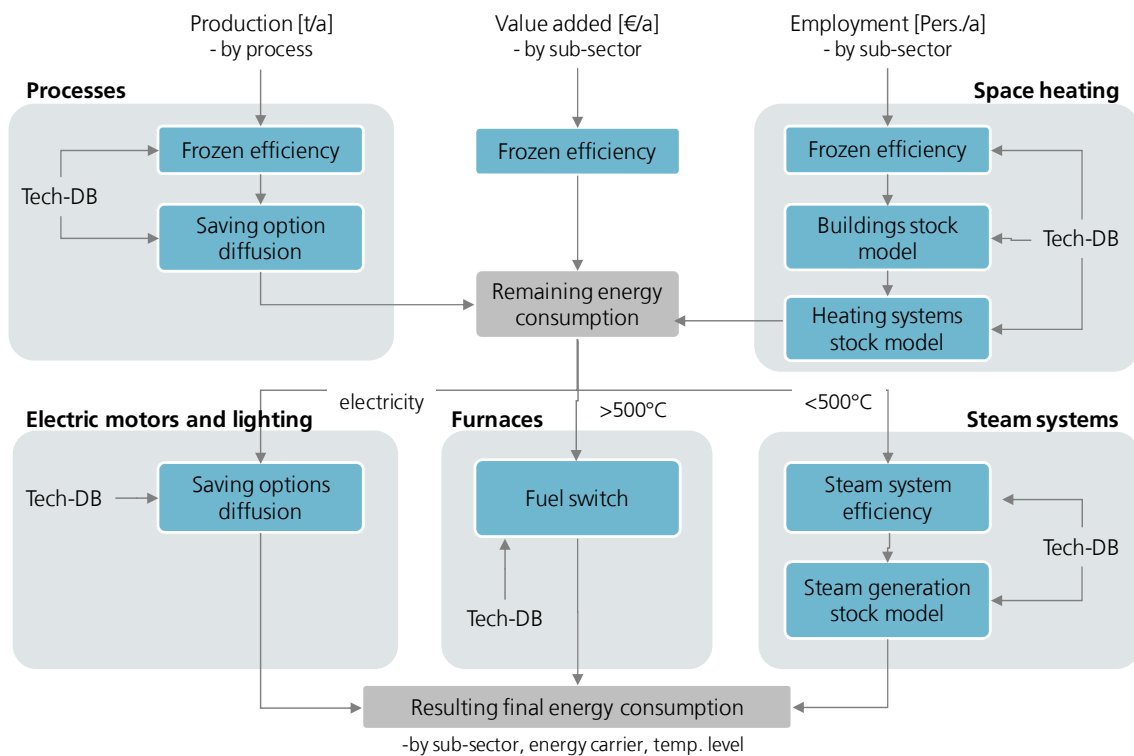 Production [t/a]
- by process
Value added [€/a]
- by sub-sector
Employment [Pers./a]
- by sub-sector
Processes
Space heating
Frozen efficiency
Frozen efficiency
Frozen efficiency
Tech-DB
Saving option
diffusion
Buildings stock
model
Tech-DB
Remaining energy
consumption
Heating systems
stock model
electricity
>500°C
<500°C
Electric motors and lighting
Furnaces
Steam systems
Tech-DB
Saving options
diffusion
Fuel switch
Steam system
efficiency
Tech-DB
Steam generation
stock model
Tech-DB
Resulting final energy consumption
-by sub-sector, energy carrier, temp. level